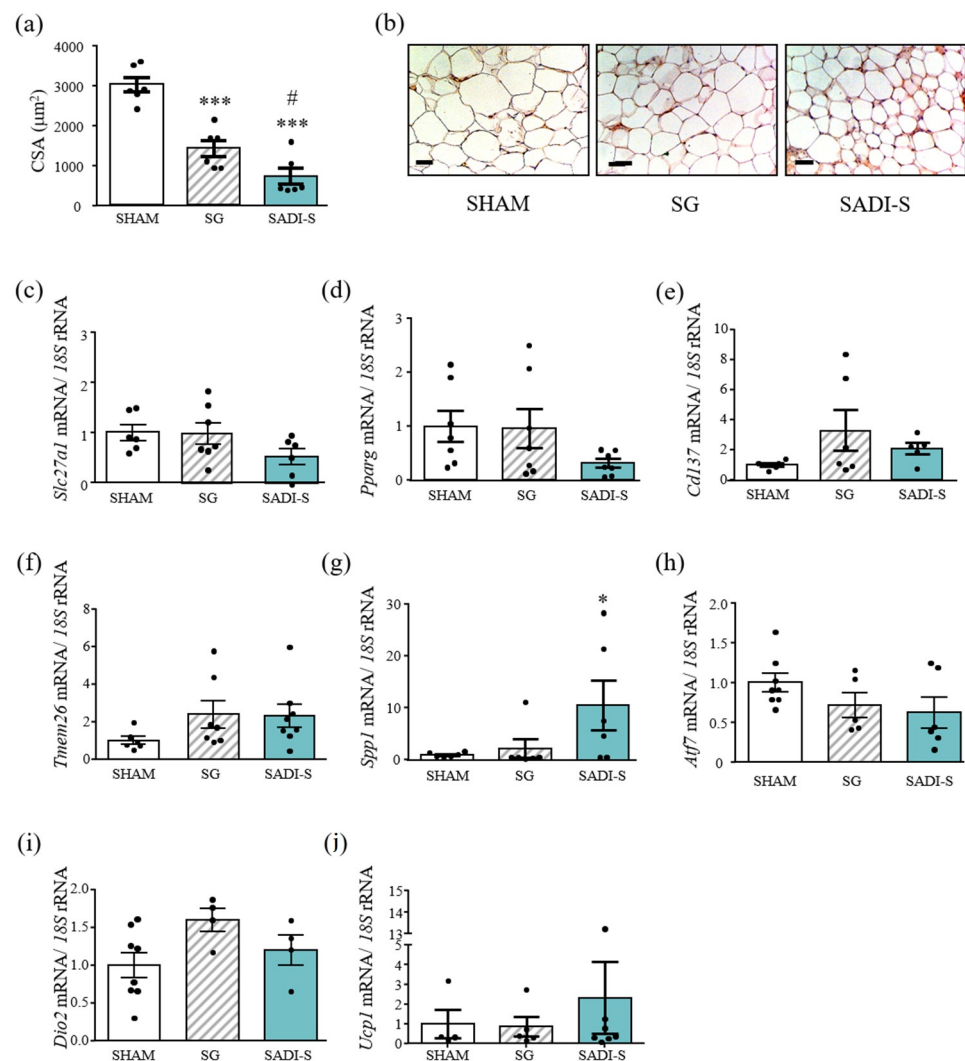 (a)
CSA (µm²)
4000
3000
2000
1000
0
***
#
***
SHAM
SG
SADI-S
(b)
SHAM
SG
SADI-S
(c)
Slc27a1 mRNA/ 18S rRNA
3
2
1
0
SHAM
SG
SADI-S
(d)
Pparg mRNA/ 18S rRNA
3
2
1
0
SHAM
SG
SADI-S
(e)
Cd137 mRNA/ 18S rRNA
10
8
6
4
2
0
SHAM
SG
SADI-S
(f)
Tmem26 mRNA/ 18S rRNA
8
6
4
2
0
SHAM
SG
SADI-S
(g)
Spp1 mRNA/ 18S rRNA
30
20
10
0
*
SHAM
SG
SADI-S
(h)
Atf7 mRNA/ 18S rRNA
2.0
1.5
1.0
0.5
0
SHAM
SG
SADI-S
(i)
Dio2 mRNA/ 18S rRNA
2.0
1.5
1.0
0.5
0.0
SHAM
SG
SADI-S
(j)
Ucp1 mRNA/ 18S rRNA
15
14
13
5
4
3
2
1
0
SHAM
SG
SADI-S